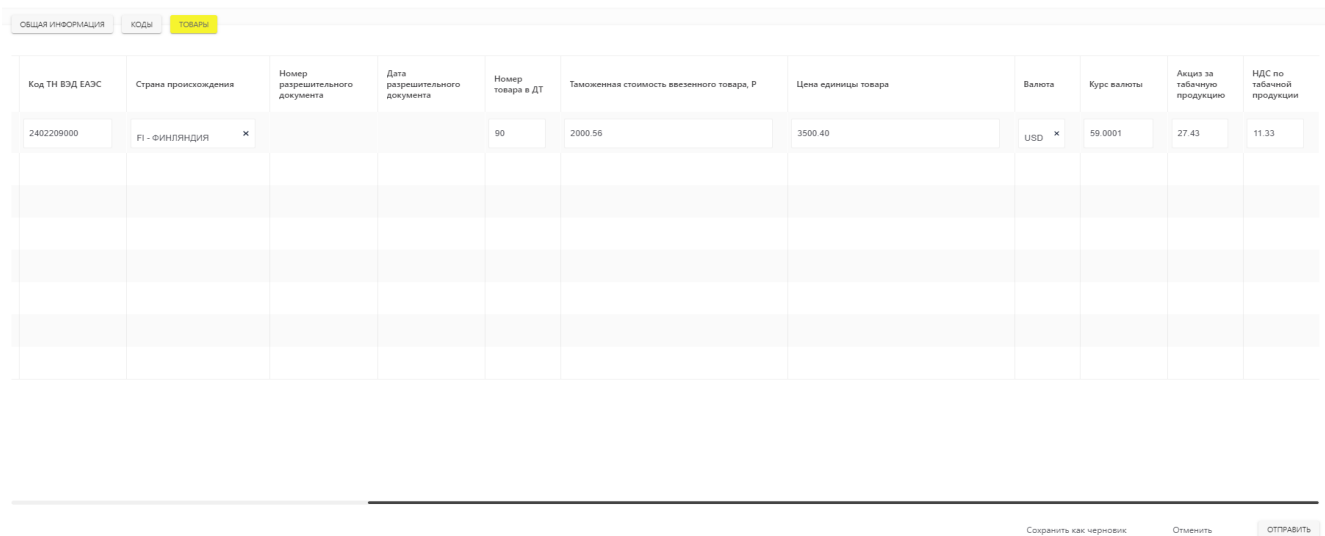 ОБЩАЯ ИНФОРМАЦИЯ КОДЫ ТОВАРЫ
Код ТН ВЭД ЕАЭС
Страна происхождения
Номер
разрешительного
документа
Дата
разрешительного
документа
Номер
товара в ДТ
Таможенная стоимость ввезенного товара, Р
Цена единицы товара
Валюта
Курс валюты
Акциз за
табачную
продукцию
НДС по
табачной
продукции
2402209000 FI - ФИНЛЯНДИЯ × 90 2000.56 3500.40 USD × 59.0001 27.43 11.33
Сохранить как черновик Отменить ОТПРАВИТЬ